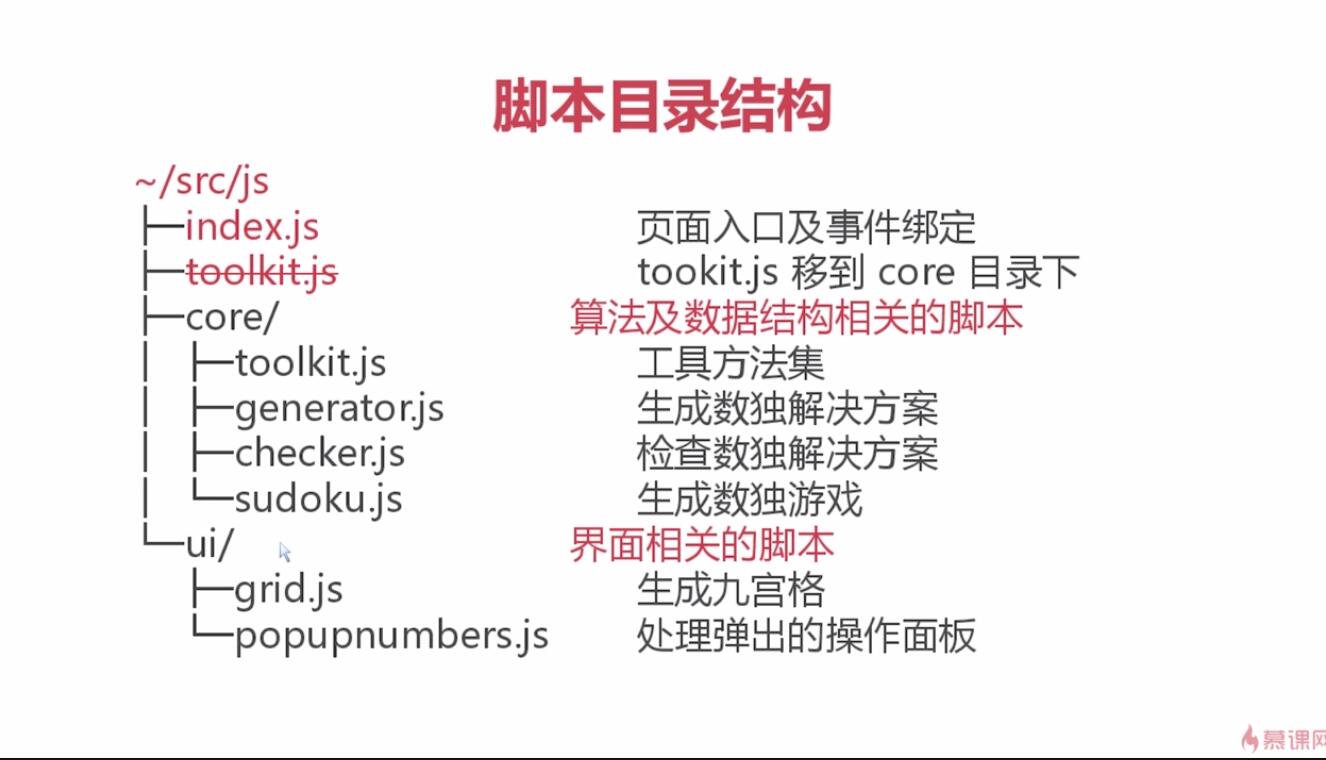 脚本目录结构
~/src/js
├─index.js 页面入口及事件绑定
├─toolkit.js tookit.js 移到 core 目录下
├─core/ 算法及数据结构相关的脚本
│ ├─toolkit.js 工具方法集
│ ├─generator.js 生成数独解决方案
│ ├─checker.js 检查数独解决方案
│ └─sudoku.js 生成数独游戏
└─ui/ 界面相关的脚本
├─grid.js 生成九宫格
└─popupnumbers.js 处理弹出的操作面板
慕课网